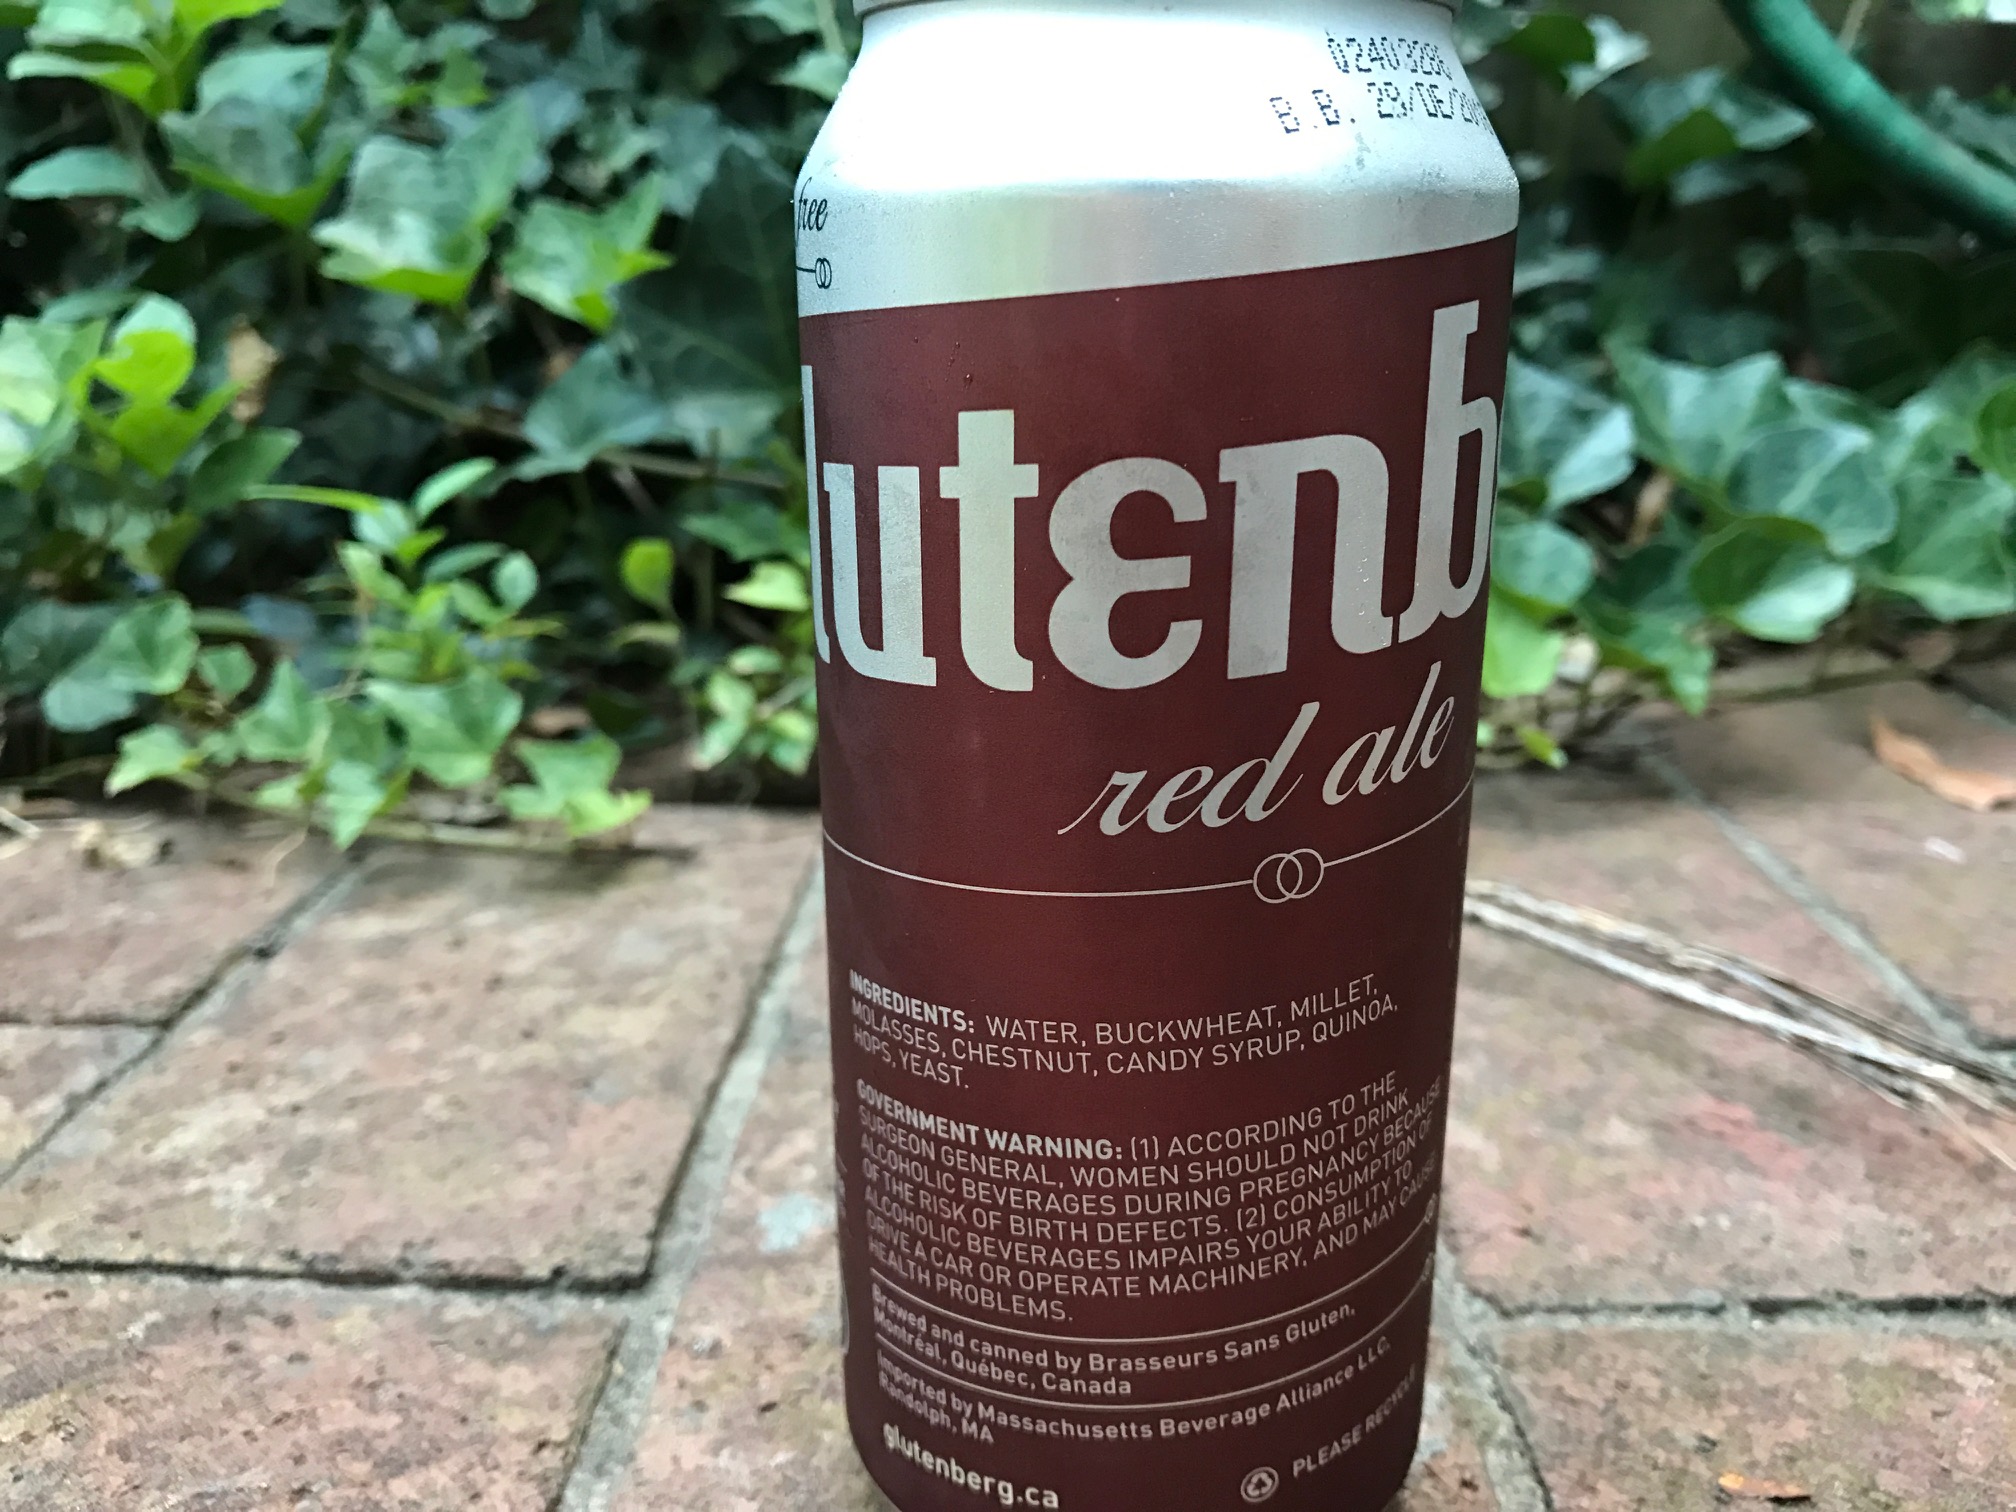 02403286
B.B. 29/DE/20
free
lutenb
red ale
INGREDIENTS: WATER, BUCKWHEAT, MILLET,
MOLASSES, CHESTNUT, CANDY SYRUP, QUINOA,
HOPS, YEAST.
GOVERNMENT WARNING: (1) ACCORDING TO THE
SURGEON GENERAL, WOMEN SHOULD NOT DRINK
ALCOHOLIC BEVERAGES DURING PREGNANCY BECAUSE
OF THE RISK OF BIRTH DEFECTS. (2) CONSUMPTION OF
ALCOHOLIC BEVERAGES IMPAIRS YOUR ABILITY TO
DRIVE A CAR OR OPERATE MACHINERY, AND MAY CAUSE
HEALTH PROBLEMS.
Brewed and canned by Brasseurs Sans Gluten,
Montréal, Québec, Canada
Imported by Massachusetts Beverage Alliance LLC,
Randolph, MA
glutenberg.ca
PLEASE RECYCLE